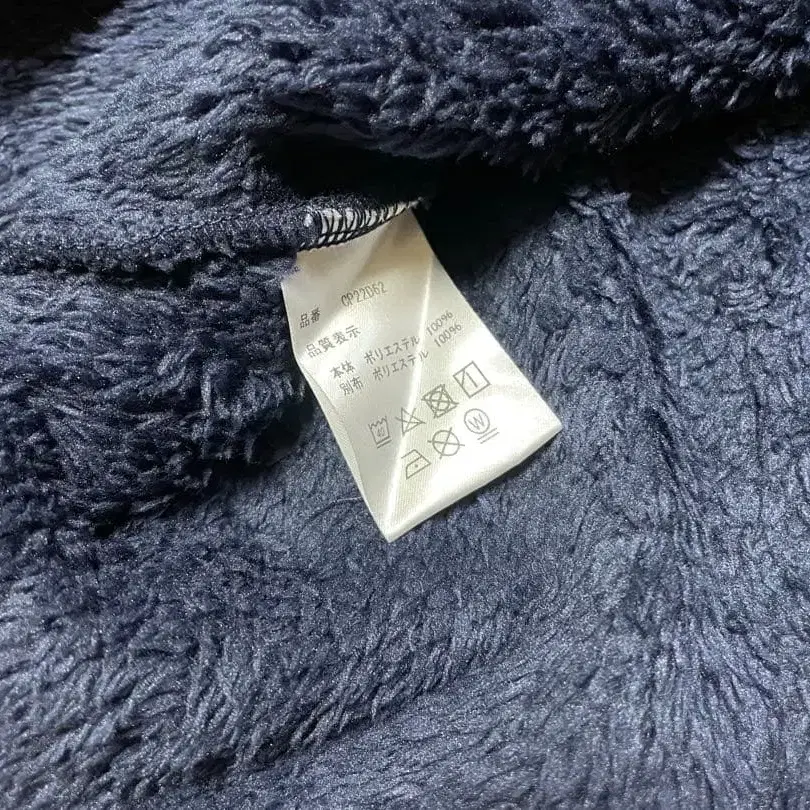 品番 CP22D62
品質表示
本体 ポリエステル 100%
別布 ポリエステル 100%
40
W